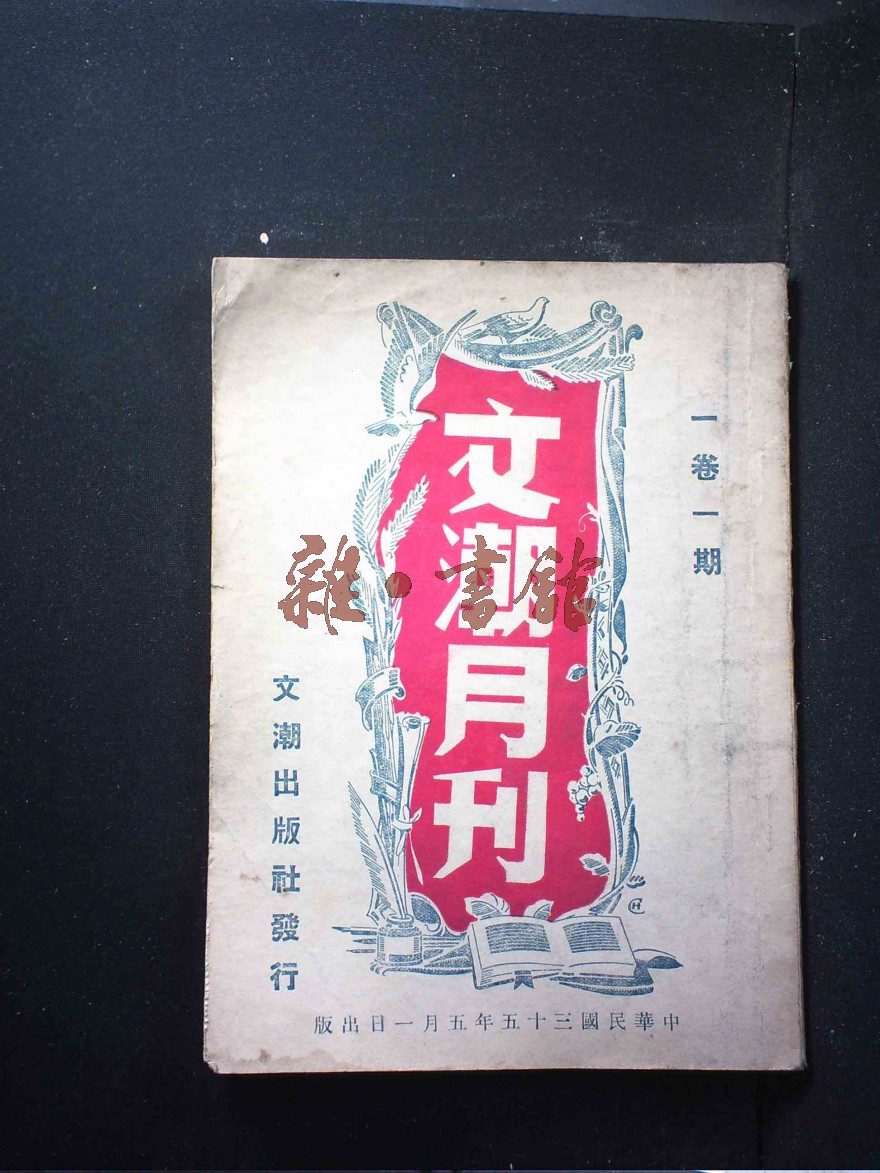 一卷一期
文潮月刊
雜·書館
文潮出版社發行
中華民國三十五年五月一日出版